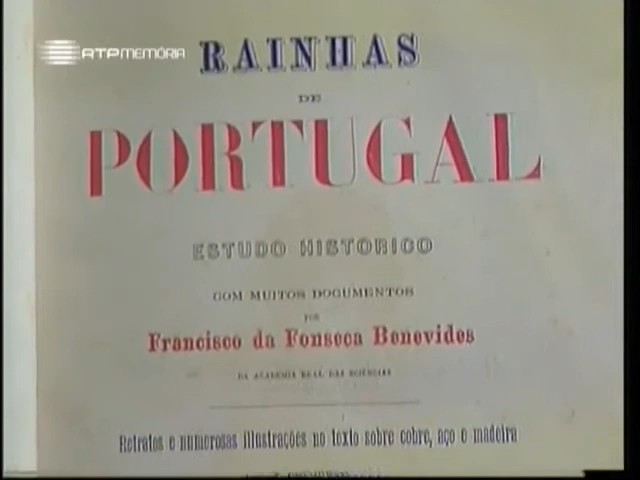 RTP MEMÓRIA
RAINHAS
DE
PORTUGAL
ESTUDO HISTORICO
COM MUITOS DOCUMENTOS
POR
Francisco da Fonseca Benevides
DA ACADEMIA REAL DAS SCIENCIAS
Retratos e numerosas illustrações no texto sobre cobre, aço e madeira